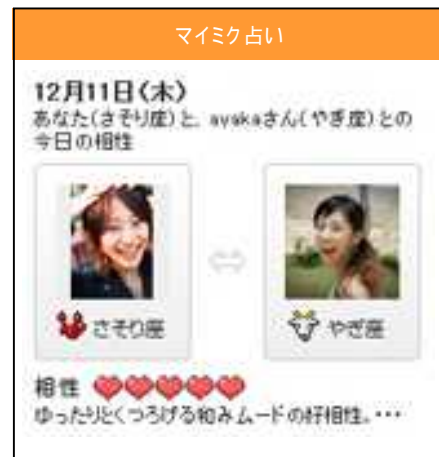 マイミク占い
12月11日(木)
あなた(さそり座)と、ayakaさん(やぎ座)との
今日の相性
さそり座
やぎ座
相性
ゆったりとくつろげる和みムードの好相性。・・・